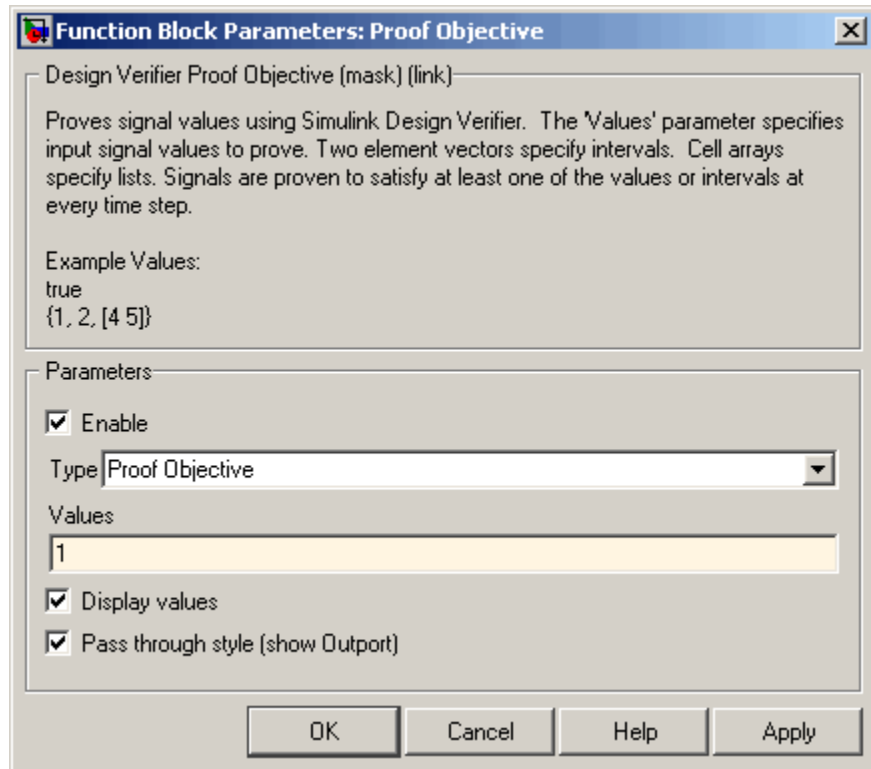 Function Block Parameters: Proof Objective
Design Verifier Proof Objective (mask) (link)
Proves signal values using Simulink Design Verifier.  The 'Values' parameter specifies
input signal values to prove. Two element vectors specify intervals.  Cell arrays
specify lists. Signals are proven to satisfy at least one of the values or intervals at
every time step.
Example Values:
true
{1, 2, [4 5]}
Parameters
Enable
Type Proof Objective
Values
1
Display values
Pass through style (show Outport)
OK Cancel Help Apply